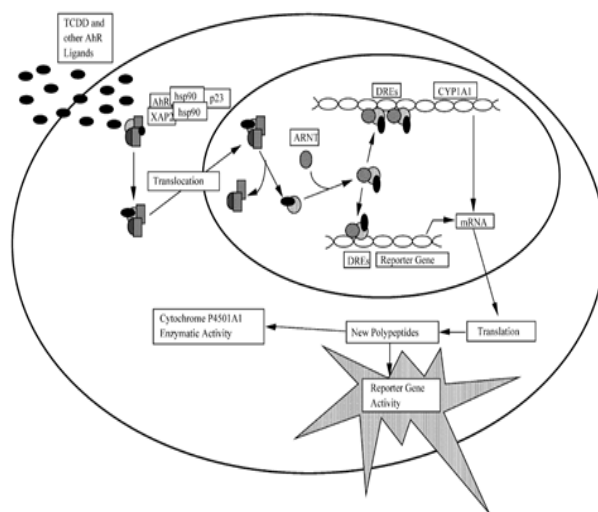 TCDD and
other AhR
Ligands
hsp90
AhR
p23
hsp90
Translocation
ARNT
DREs
CYP1A1
DREs
Reporter Gene
mRNA
Translation
New Polypeptides
Cytochrome P4501A1
Enzymatic Activity
Reporter Gene
Activity